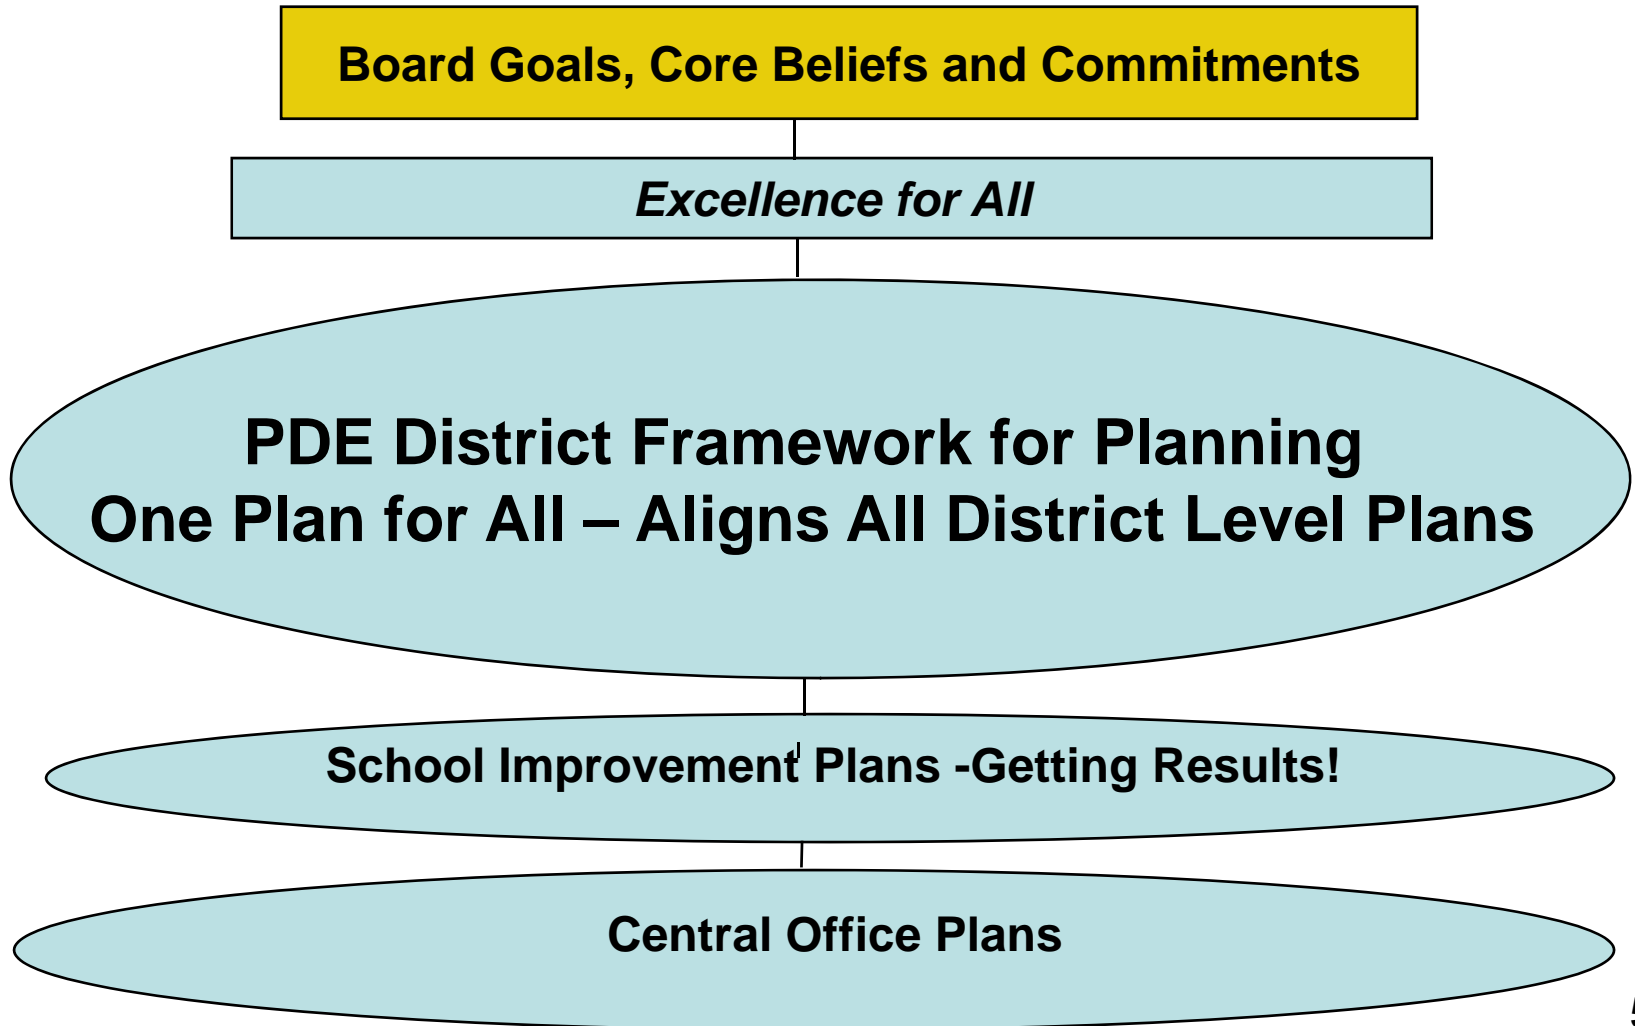 Board Goals, Core Beliefs and Commitments
Excellence for All
PDE District Framework for Planning
One Plan for All – Aligns All District Level Plans
School Improvement Plans -Getting Results!
Central Office Plans